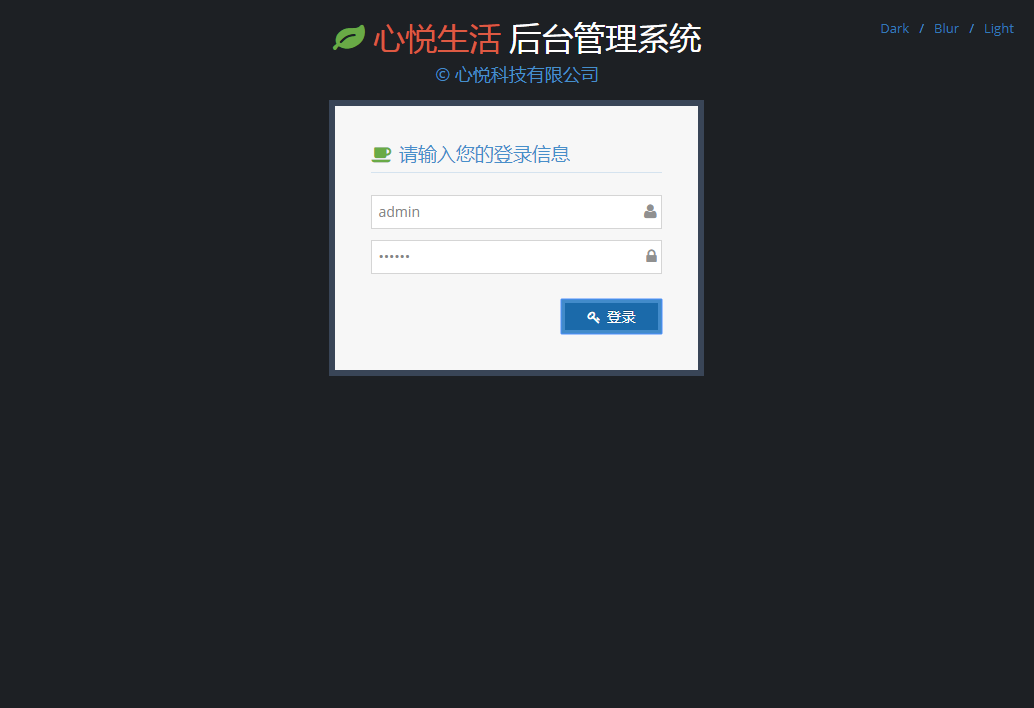 心悦生活 后台管理系统
Dark / Blur / Light
© 心悦科技有限公司
请输入您的登录信息
admin
••••••
登录